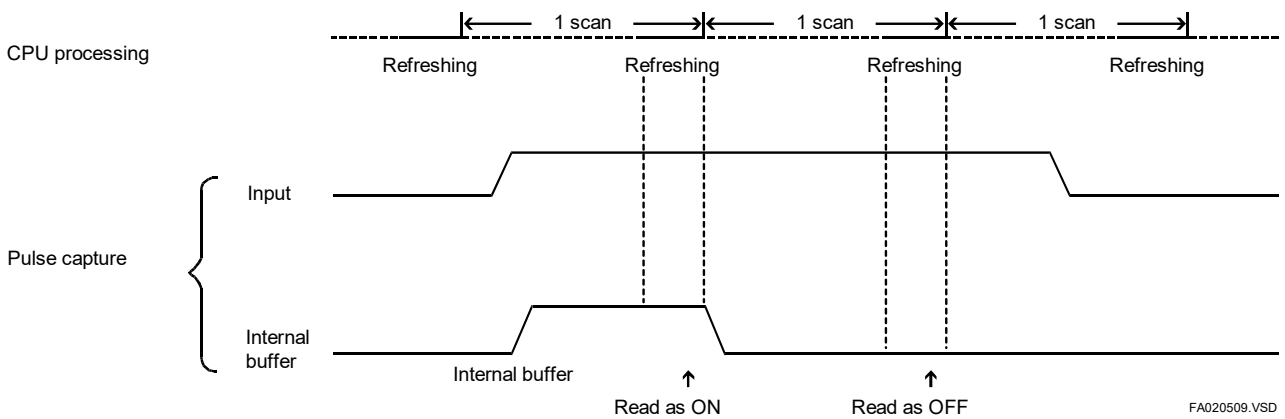 1 scan 1 scan 1 scan
CPU processing
Refreshing Refreshing Refreshing Refreshing
Input
Pulse capture
Internal
buffer
Internal buffer
Read as ON Read as OFF
FA020509.VSD